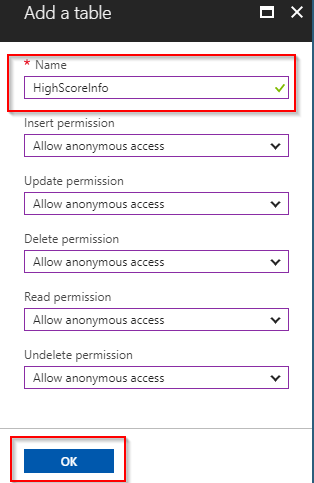 Add a table
* Name
HighScoreInfo
Insert permission
Allow anonymous access
Update permission
Allow anonymous access
Delete permission
Allow anonymous access
Read permission
Allow anonymous access
Undelete permission
Allow anonymous access
OK